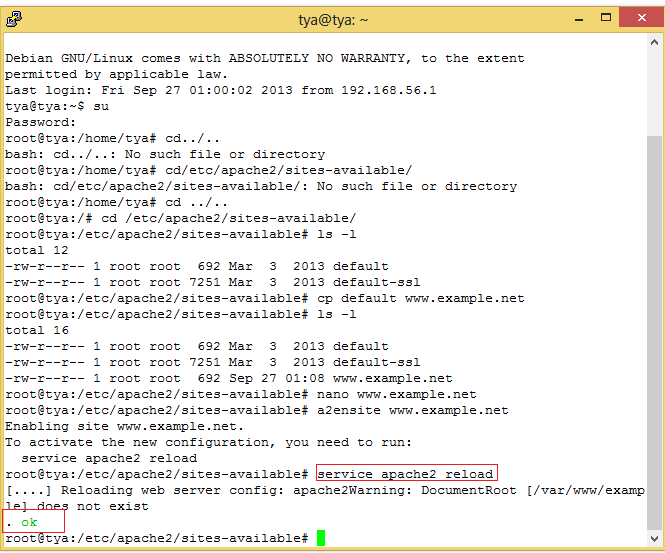 tya@tya: ~
Debian GNU/Linux comes with ABSOLUTELY NO WARRANTY, to the extent
permitted by applicable law.
Last login: Fri Sep 27 01:00:02 2013 from 192.168.56.1
tya@tya:~$ su
Password:
root@tya:/home/tya# cd../..
bash: cd../..: No such file or directory
root@tya:/home/tya# cd/etc/apache2/sites-available/
bash: cd/etc/apache2/sites-available/: No such file or directory
root@tya:/home/tya# cd ../..
root@tya:/# cd /etc/apache2/sites-available/
root@tya:/etc/apache2/sites-available# ls -l
total 12
-rw-r--r-- 1 root root  692 Mar  3  2013 default
-rw-r--r-- 1 root root 7251 Mar  3  2013 default-ssl
root@tya:/etc/apache2/sites-available# cp default www.example.net
root@tya:/etc/apache2/sites-available# ls -l
total 16
-rw-r--r-- 1 root root  692 Mar  3  2013 default
-rw-r--r-- 1 root root 7251 Mar  3  2013 default-ssl
-rw-r--r-- 1 root root  692 Sep 27 01:08 www.example.net
root@tya:/etc/apache2/sites-available# nano www.example.net
root@tya:/etc/apache2/sites-available# a2ensite www.example.net
Enabling site www.example.net.
To activate the new configuration, you need to run:
  service apache2 reload
root@tya:/etc/apache2/sites-available# service apache2 reload
[....] Reloading web server config: apache2Warning: DocumentRoot [/var/www/examp
le] does not exist
. ok
root@tya:/etc/apache2/sites-available#